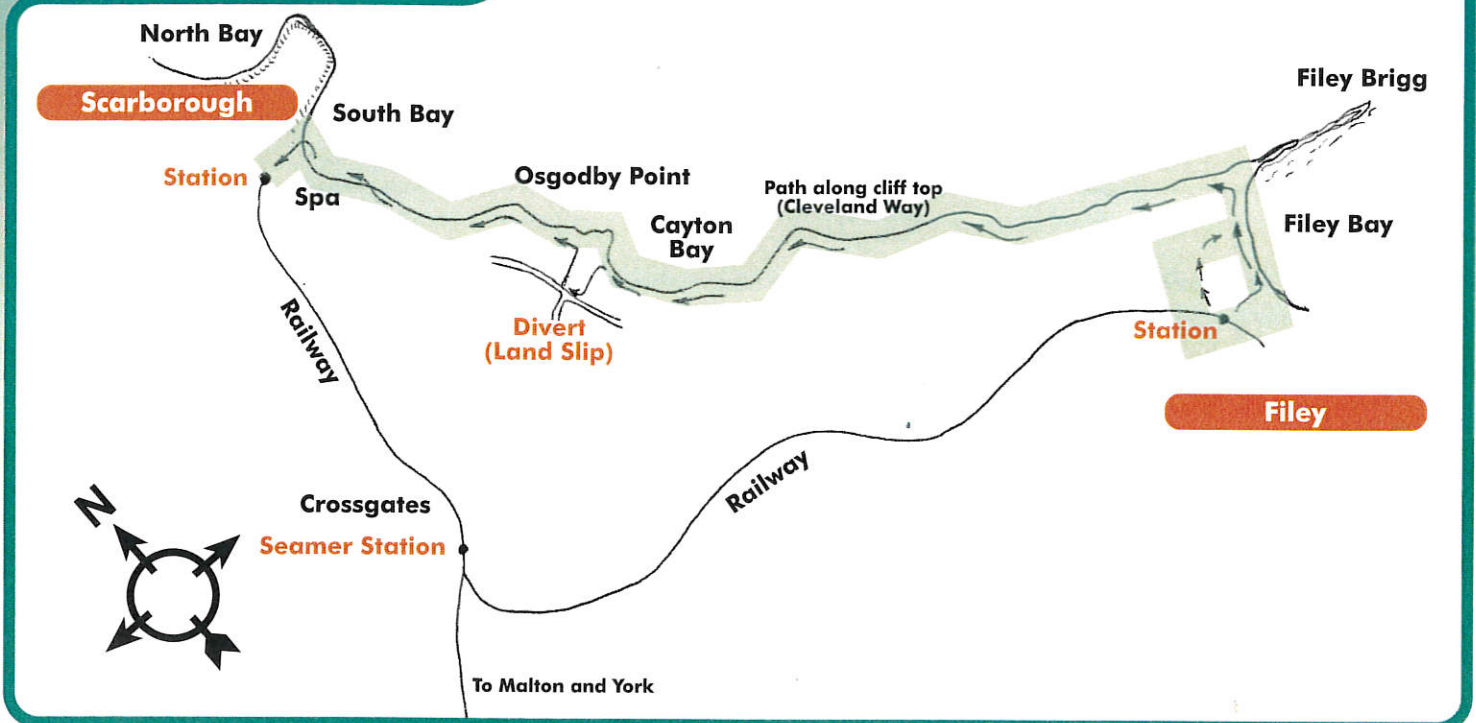 North Bay
Scarborough
South Bay
Station
Spa
Osgodby Point
Cayton
Bay
Path along cliff top
(Cleveland Way)
Filey Brigg
Filey Bay
Station
Filey
Divert
(Land Slip)
Railway
Railway
Crossgates
Seamer Station
N
To Malton and York